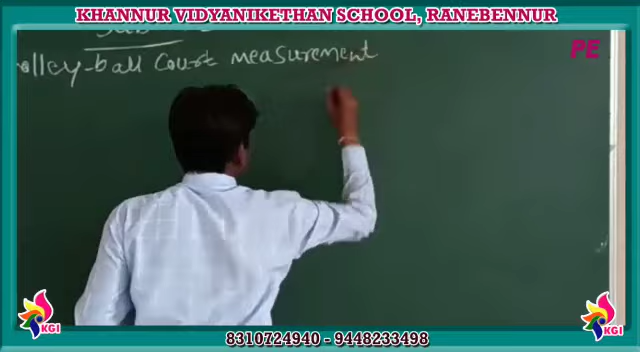 KHANNUR VIDYANIKETHAN SCHOOL, RANEBENNUR
PE
olley-ball Court measurement
KGI
KGI
8310724940 - 9448233498